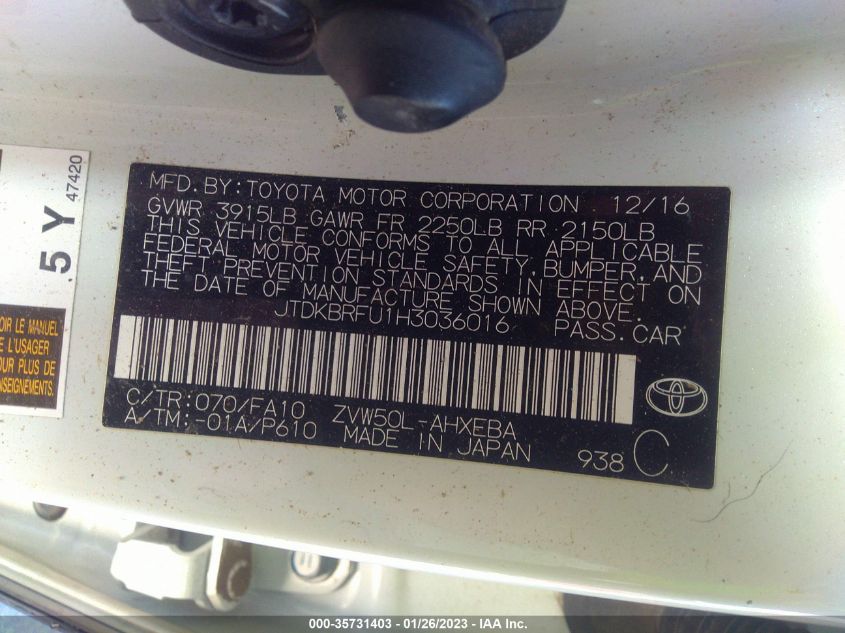 MFD. BY: TOYOTA MOTOR CORPORATION 12/16
GVWR 3915LB GAWR FR 2250LB RR 2150LB
THIS VEHICLE CONFORMS TO ALL APPLICABLE
FEDERAL MOTOR VEHICLE SAFETY, BUMPER, AND
THEFT PREVENTION STANDARDS IN EFFECT ON
THE DATE OF MANUFACTURE SHOWN ABOVE.
JTDKBRFU1H3036016 PASS. CAR
C/TR: 070/FA10 ZVW50L-AHXEBA
A/TM: -01A/P610 MADE IN JAPAN 938 C
5 Y
47420
OIR LE MANUEL
E L'USAGER
OUR PLUS DE
NSEIGNEMENTS.
000-35731403 - 01/26/2023 - IAA Inc.